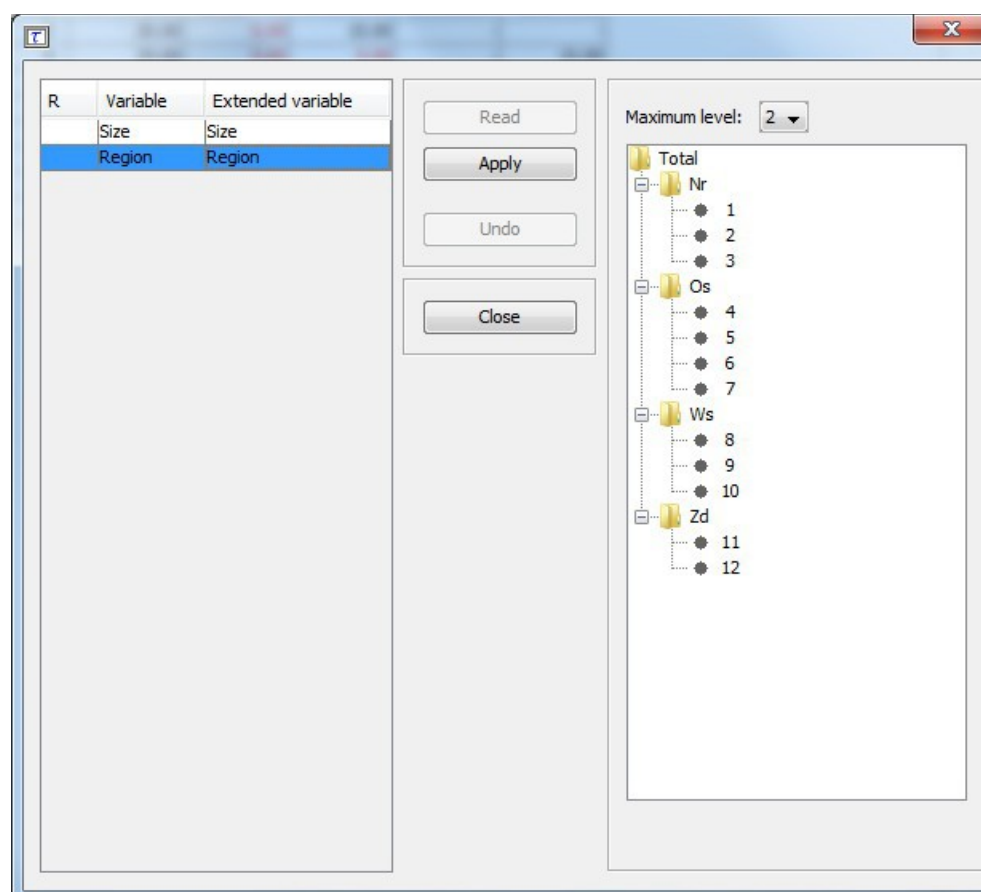 τ
x
R Variable Extended variable
Size Size
Region Region
Read
Apply
Undo
Close
Maximum level: 2
Total
Nr
1
2
3
Os
4
5
6
7
Ws
8
9
10
Zd
11
12